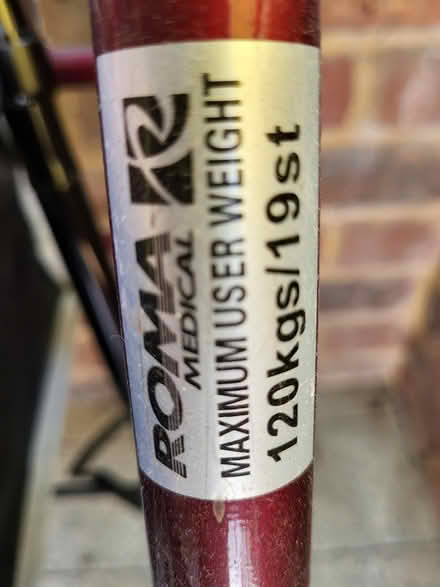 ROMA
MEDICAL
MAXIMUM USER WEIGHT
120kgs/19st